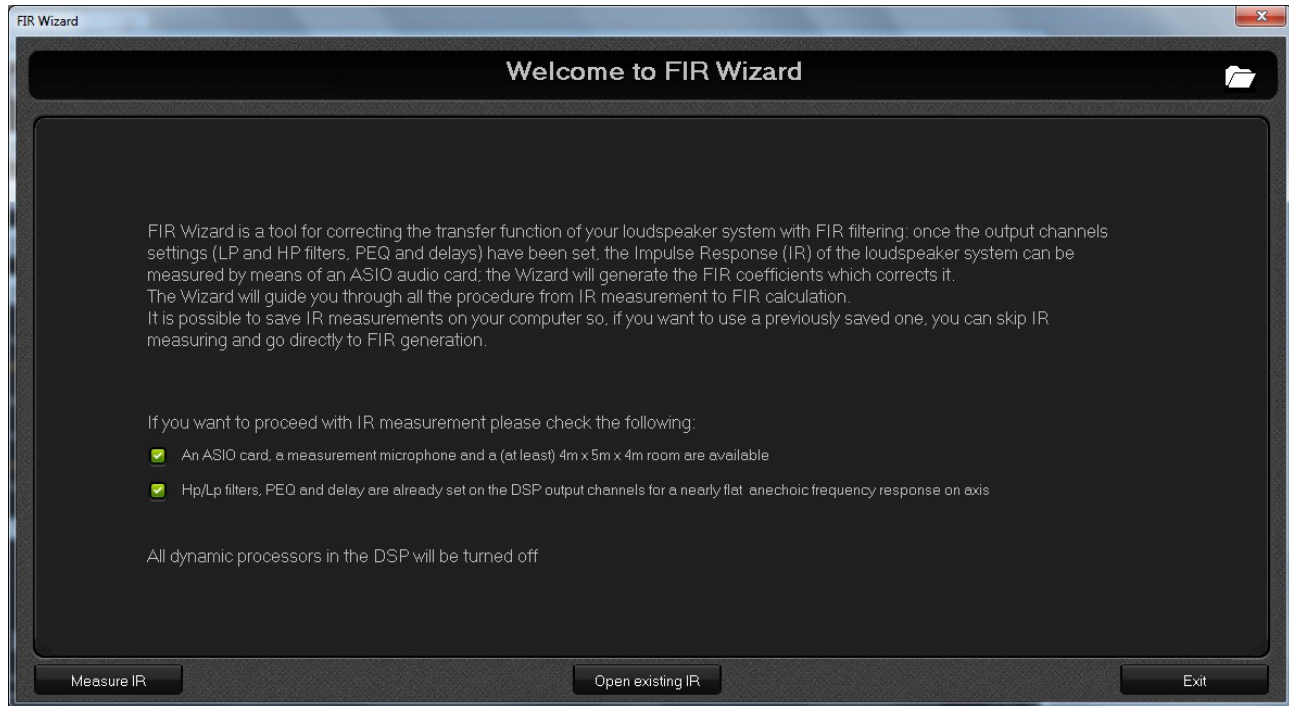 FIR Wizard
Welcome to FIR Wizard
FIR Wizard is a tool for correcting the transfer function of your loudspeaker system with FIR filtering: once the output channels
settings (LP and HP filters, PEQ and delays) have been set, the Impulse Response (IR) of the loudspeaker system can be
measured by means of an ASIO audio card; the Wizard will generate the FIR coefficients which corrects it.
The Wizard will guide you through all the procedure from IR measurement to FIR calculation.
It is possible to save IR measurements on your computer so, if you want to use a previously saved one, you can skip IR
measuring and go directly to FIR generation.
If you want to proceed with IR measurement please check the following:
An ASIO card, a measurement microphone and a (at least) 4m x 5m x 4m room are available
Hp/Lp filters, PEQ and delay are already set on the DSP output channels for a nearly flat anechoic frequency response on axis
All dynamic processors in the DSP will be turned off
Measure IR
Open existing IR
Exit